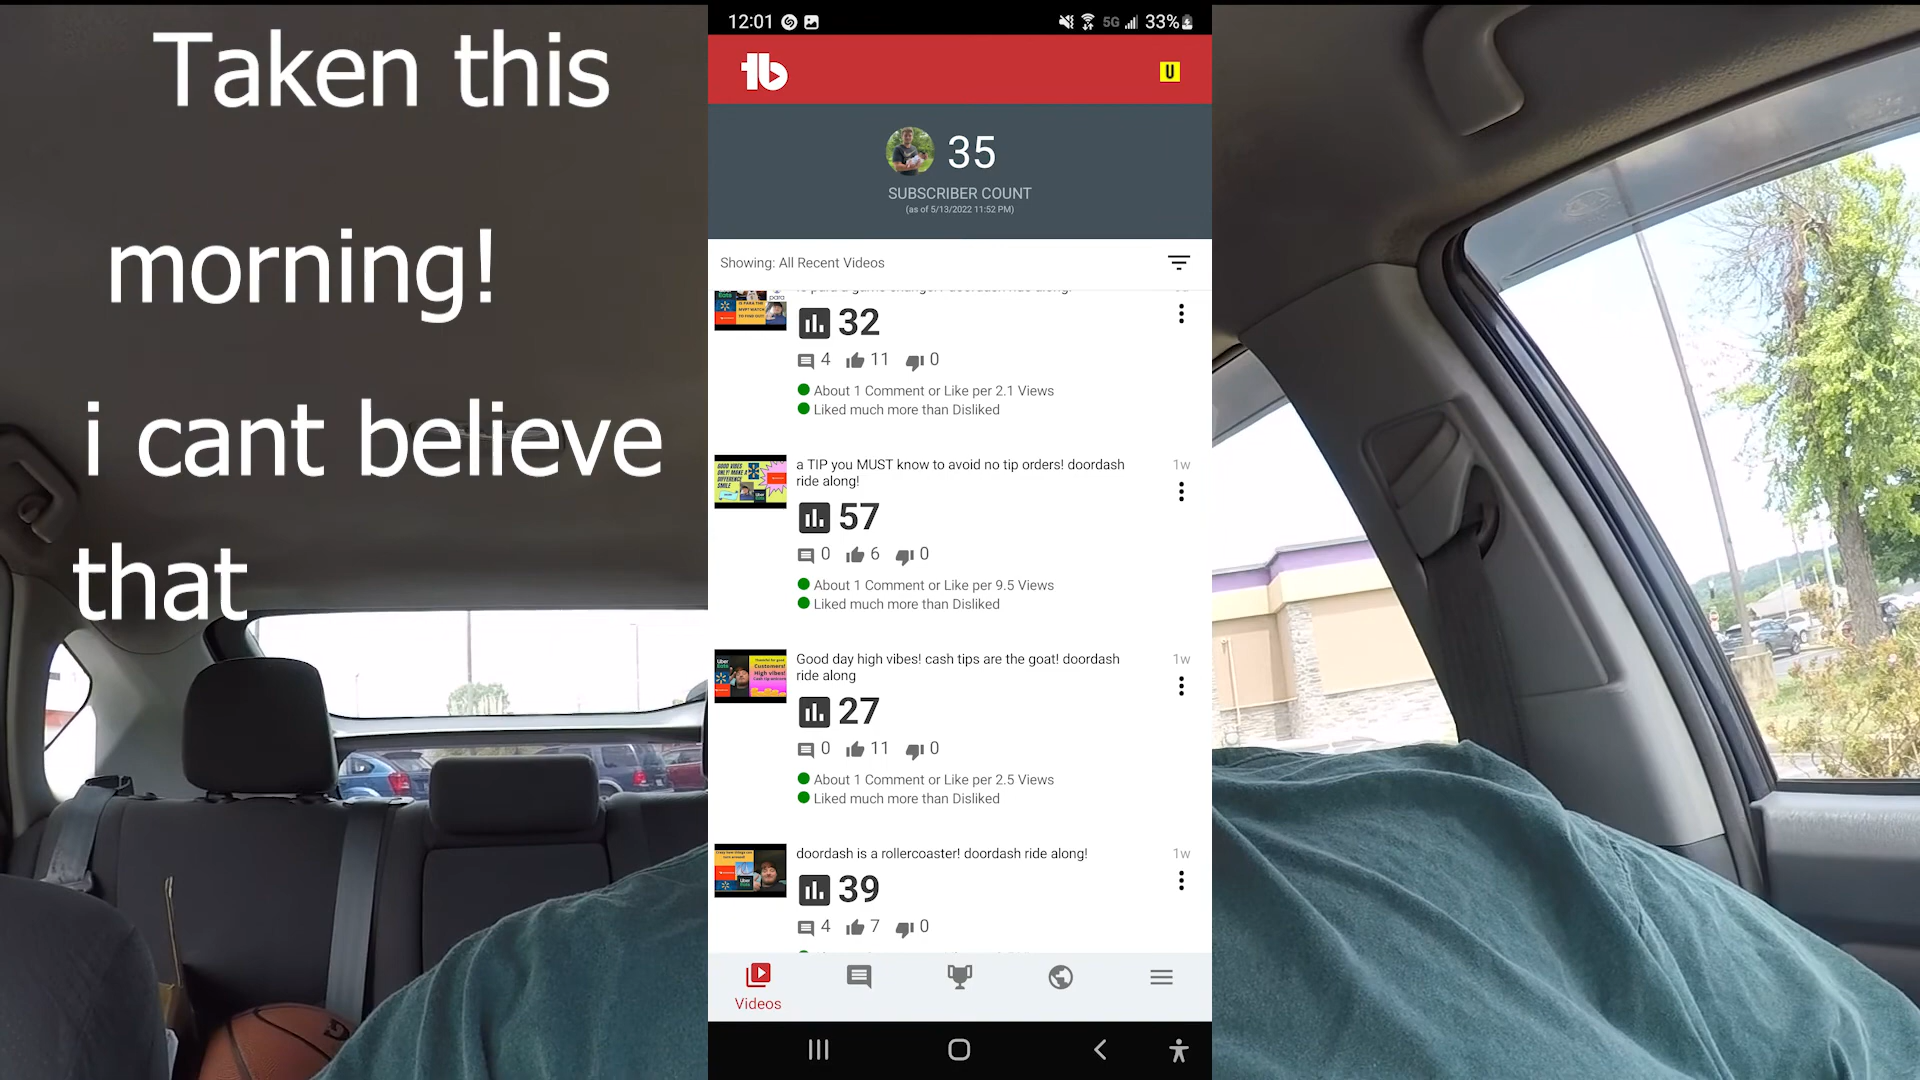 Taken this
morning!
i cant believe
that
12:01
5G
33%
tb
U
35
SUBSCRIBER COUNT
(as of 5/13/2022 11:52 PM)
Showing: All Recent Videos
32
4 11 0
About 1 Comment or Like per 2.1 Views
Liked much more than Disliked
a TIP you MUST know to avoid no tip orders! doordash
ride along!
1w
57
0 6 0
About 1 Comment or Like per 9.5 Views
Liked much more than Disliked
Good day high vibes! cash tips are the goat! doordash
ride along
1w
27
0 11 0
About 1 Comment or Like per 2.5 Views
Liked much more than Disliked
doordash is a rollercoaster! doordash ride along!
1w
39
4 7 0
Videos